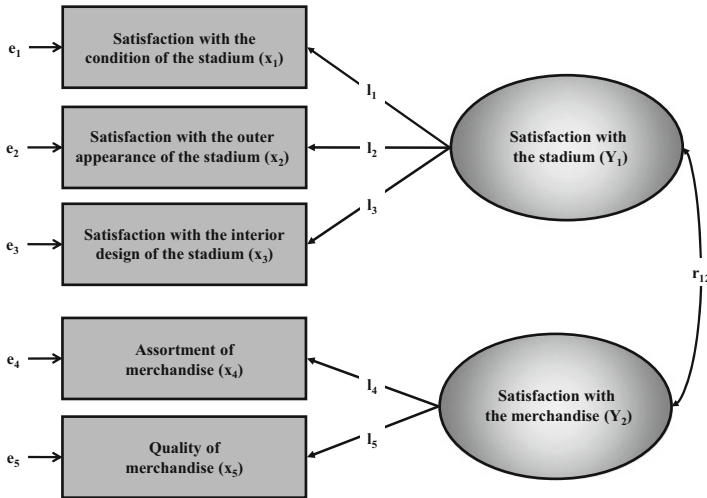 e1
Satisfaction with the
condition of the stadium (x1)
l1
e2
Satisfaction with the outer
appearance of the stadium (x2)
l2
Satisfaction with
the stadium (Y1)
l3
e3
Satisfaction with the interior
design of the stadium (x3)
r12
e4
Assortment of
merchandise (x4)
l4
Satisfaction with
the merchandise (Y2)
l5
e5
Quality of
merchandise (x5)